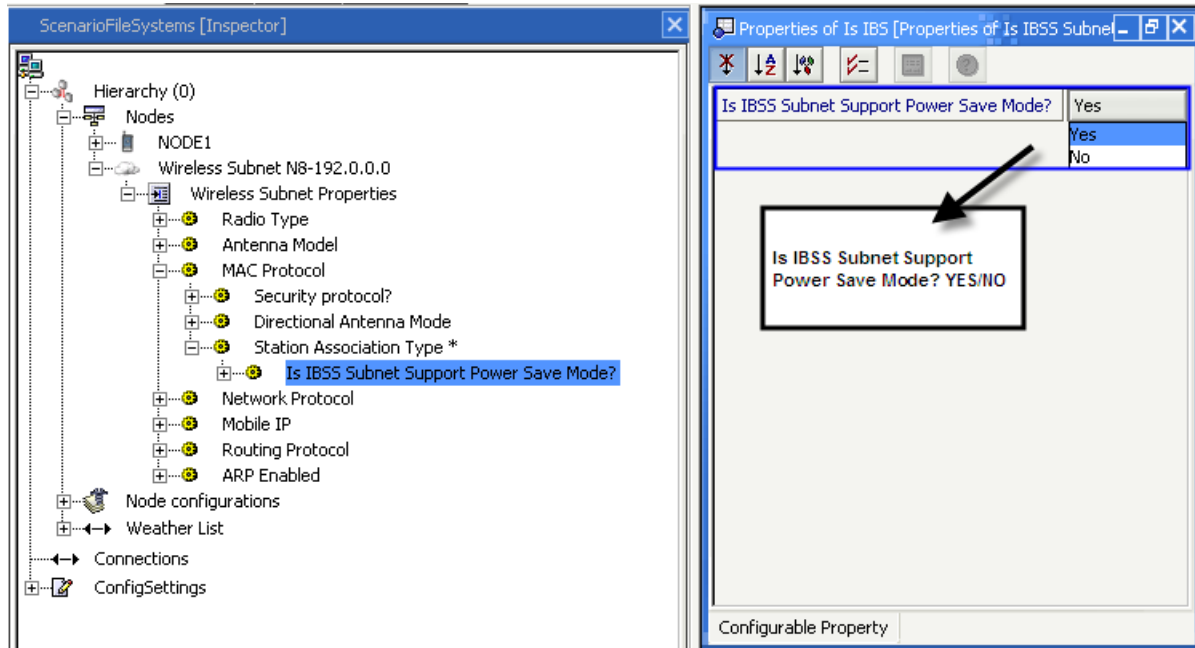 ScenarioFileSystems [Inspector]
Hierarchy (0)
Nodes
NODE1
Wireless Subnet N8-192.0.0.0
Wireless Subnet Properties
Radio Type
Antenna Model
MAC Protocol
Security protocol?
Directional Antenna Mode
Station Association Type *
Is IBSS Subnet Support Power Save Mode?
Network Protocol
Mobile IP
Routing Protocol
ARP Enabled
Node configurations
Weather List
Connections
ConfigSettings
Properties of Is IBS [Properties of Is IBSS Subnet
Is IBSS Subnet Support Power Save Mode? Yes
Yes
No
Is IBSS Subnet Support
Power Save Mode? YES/NO
Configurable Property